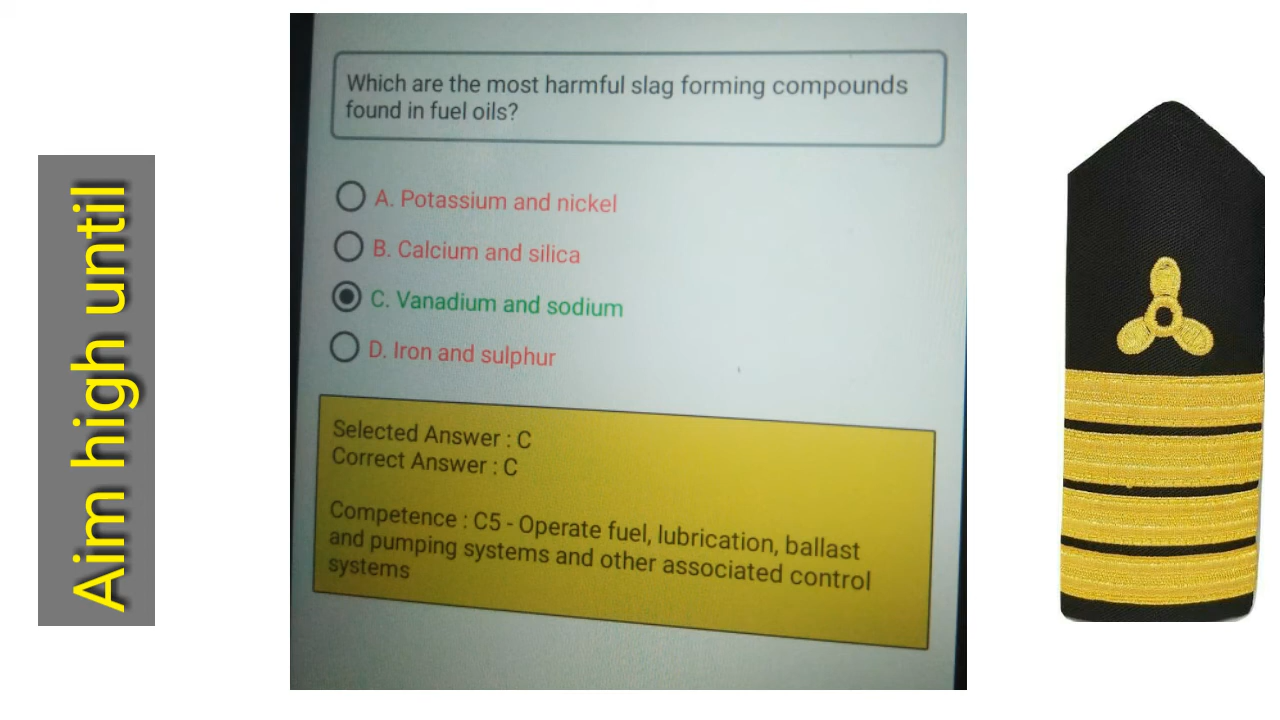 Aim high until
Which are the most harmful slag forming compounds
found in fuel oils?
A. Potassium and nickel
B. Calcium and silica
C. Vanadium and sodium
D. Iron and sulphur
Selected Answer : C
Correct Answer : C
Competence : C5 - Operate fuel, lubrication, ballast
and pumping systems and other associated control
systems